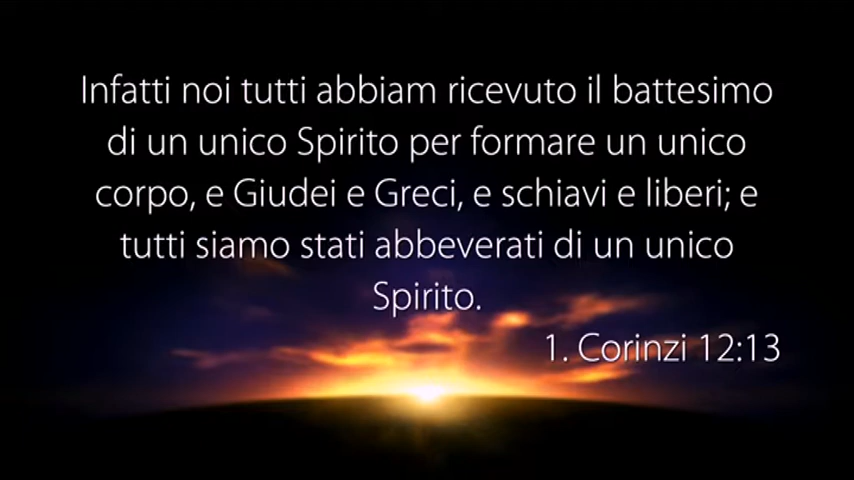 Infatti noi tutti abbiam ricevuto il battesimo
di un unico Spirito per formare un unico
corpo, e Giudei e Greci, e schiavi e liberi; e
tutti siamo stati abbeverati di un unico
Spirito.
1. Corinzi 12:13